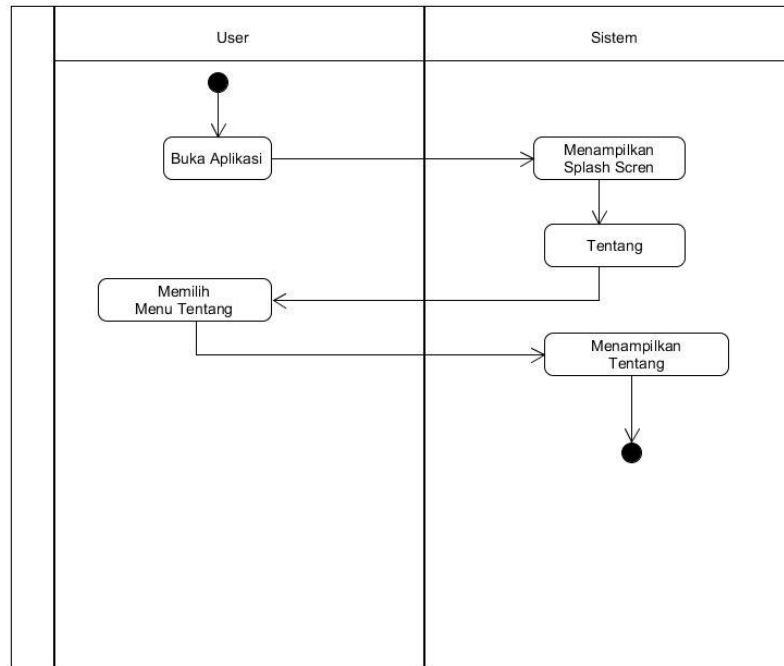 User
Sistem
Buka Aplikasi
Menampilkan
Splash Scren
Tentang
Memilih
Menu Tentang
Menampilkan
Tentang